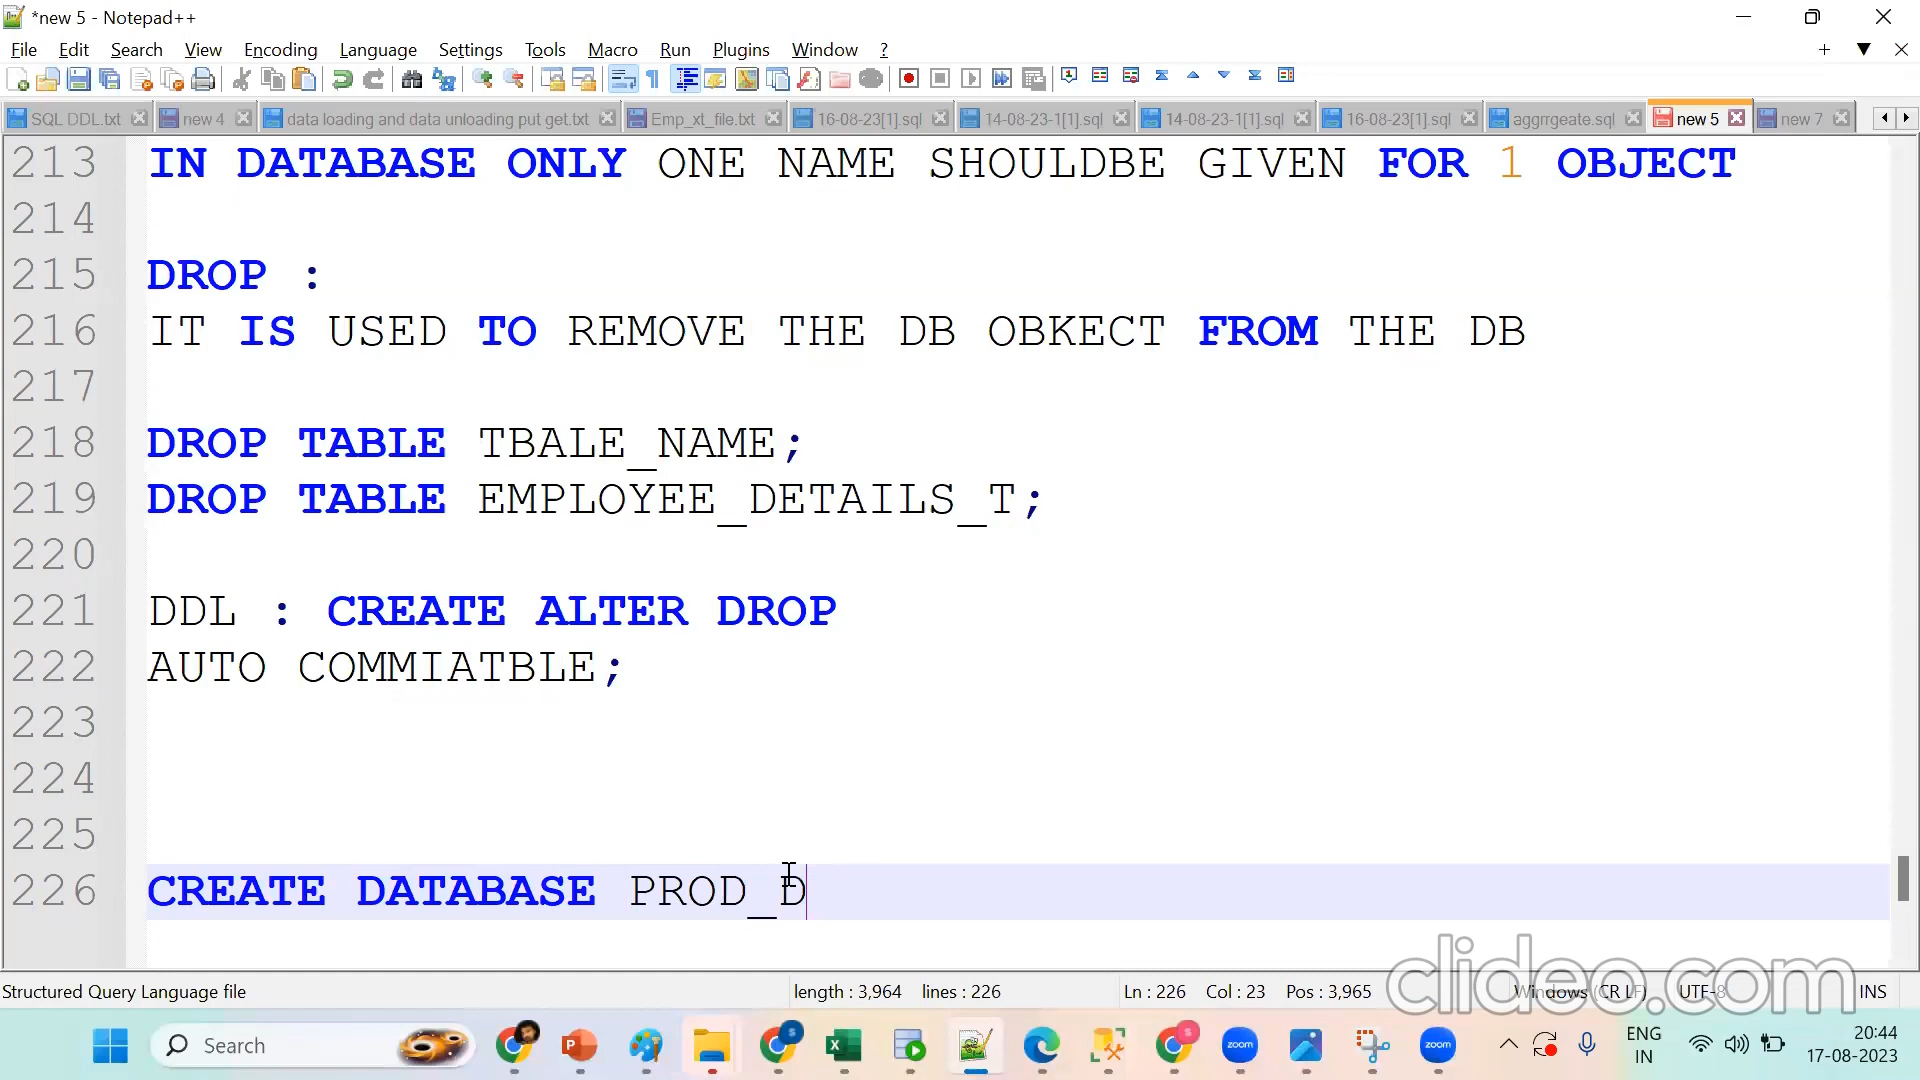 *new 5 - Notepad++
File Edit Search View Encoding Language Settings Tools Macro Run Plugins Window ?
SQL DDL.txt new 4 data loading and data unloading put get.txt Emp_xt_file.txt 16-08-23[1].sql 14-08-23-1[1].sql 14-08-23-1[1].sql 16-08-23[1].sql aggrrgeate.sql new 5 new 7
213 IN DATABASE ONLY ONE NAME SHOULDBE GIVEN FOR 1 OBJECT
214
215 DROP :
216 IT IS USED TO REMOVE THE DB OBKECT FROM THE DB
217
218 DROP TABLE TBALE_NAME;
219 DROP TABLE EMPLOYEE_DETAILS_T;
220
221 DDL : CREATE ALTER DROP
222 AUTO COMMIATBLE;
223
224
225
226 CREATE DATABASE PROD_D
clideo.com
Structured Query Language file length : 3,964 lines : 226 Ln : 226 Col : 23 Pos : 3,965 Windows (CR LF) UTF-8 INS
Search zoom zoom ENG 20:44
IN 17-08-2023